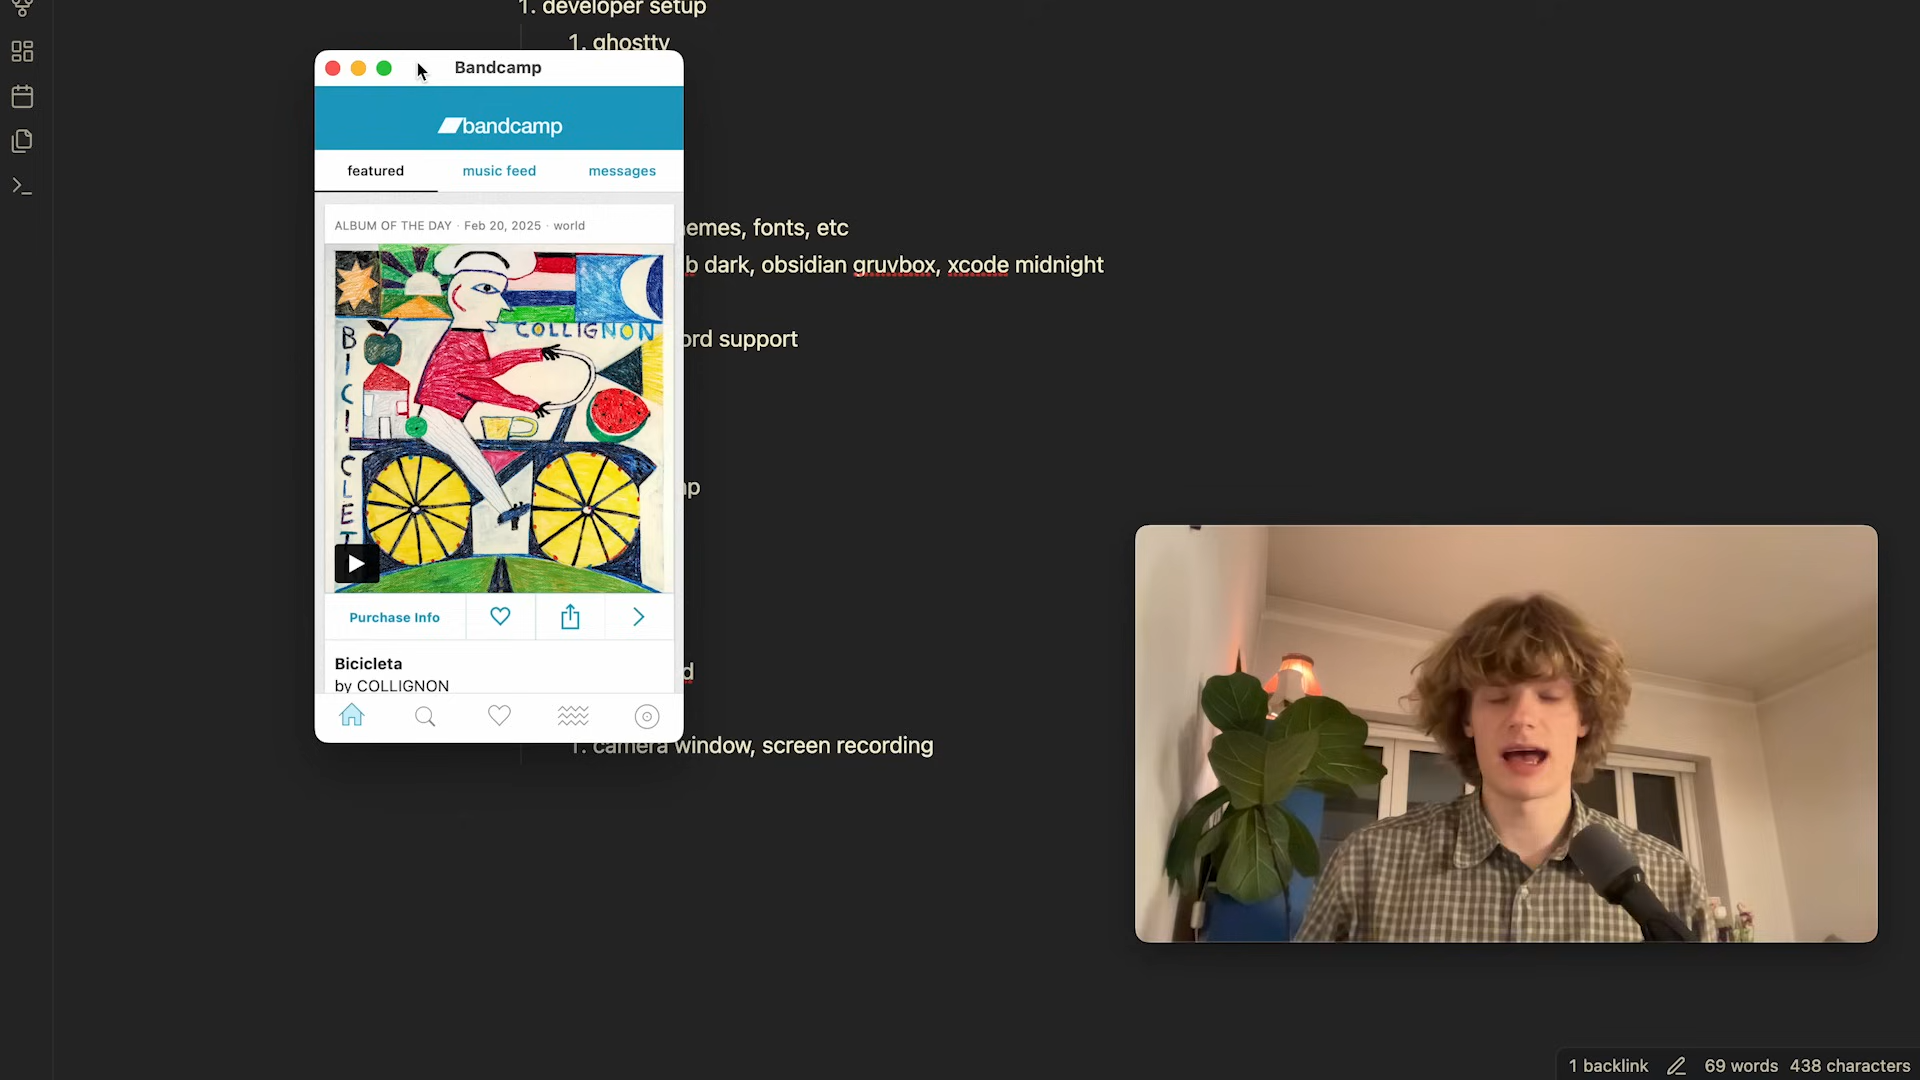 1. developer setup
1. ghostty
Bandcamp
bandcamp
featured
music feed
messages
emes, fonts, etc
ALBUM OF THE DAY · Feb 20, 2025 · world
b dark, obsidian gruvbox, xcode midnight
COLLIGNON
BICICLET
ord support
np
Purchase Info
Bicicleta
by COLLIGNON
d
1. camera window, screen recording
1 backlink
69 words
438 characters